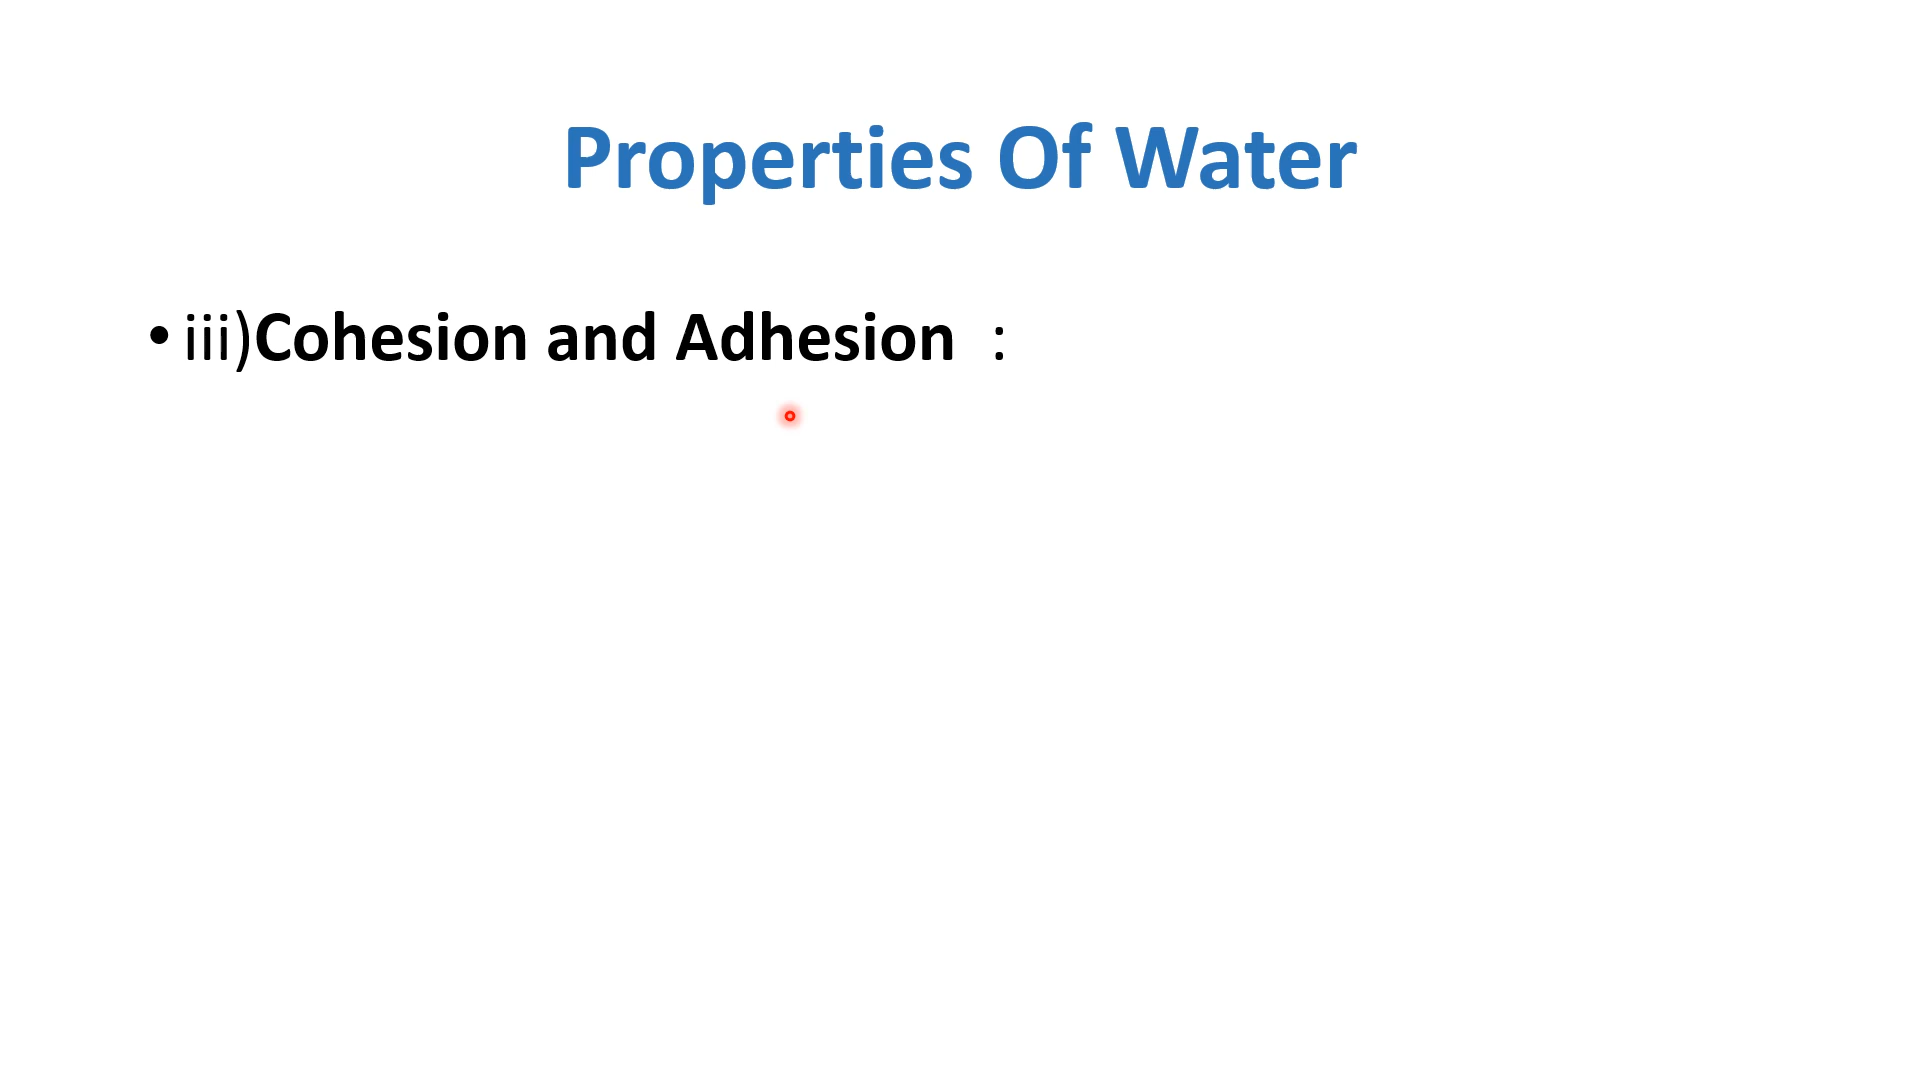 Properties Of Water
• iii)Cohesion and Adhesion  :